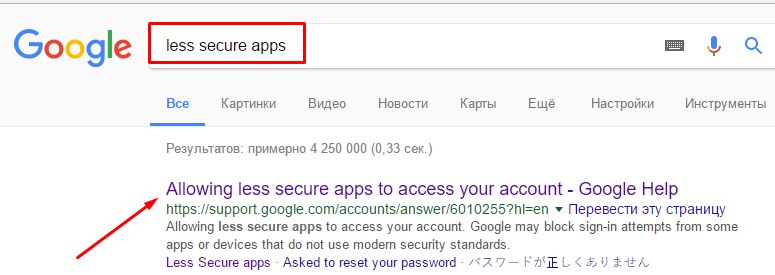 Google
less secure apps
Все Картинки Видео Новости Карты Ещё Настройки Инструменты
Результатов: примерно 4 250 000 (0,33 сек.)
Allowing less secure apps to access your account - Google Help
https://support.google.com/accounts/answer/6010255?hl=en ▼ Перевести эту страницу
Allowing less secure apps to access your account. Google may block sign-in attempts from some
apps or devices that do not use modern security standards.
Less Secure apps · Asked to reset your password · パスワードが正しくありません